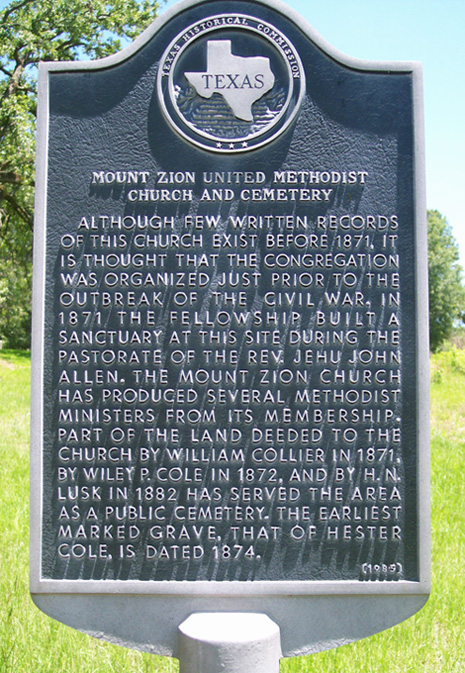 TEXAS HISTORICAL COMMISSION
TEXAS
MOUNT ZION UNITED METHODIST
CHURCH AND CEMETERY
ALTHOUGH FEW WRITTEN RECORDS
OF THIS CHURCH EXIST BEFORE 1871, IT
IS THOUGHT THAT THE CONGREGATION
WAS ORGANIZED JUST PRIOR TO THE
OUTBREAK OF THE CIVIL WAR. IN
1871 THE FELLOWSHIP BUILT A
SANCTUARY AT THIS SITE DURING THE
PASTORATE OF THE REV. JEHU JOHN
ALLEN. THE MOUNT ZION CHURCH
HAS PRODUCED SEVERAL METHODIST
MINISTERS FROM ITS MEMBERSHIP.
PART OF THE LAND DEEDED TO THE
CHURCH BY WILLIAM COLLIER IN 1871,
BY WILEY P. COLE IN 1872, AND BY H. N.
LUSK IN 1882 HAS SERVED THE AREA
AS A PUBLIC CEMETERY. THE EARLIEST
MARKED GRAVE, THAT OF HESTER
COLE, IS DATED 1874.
(1985)